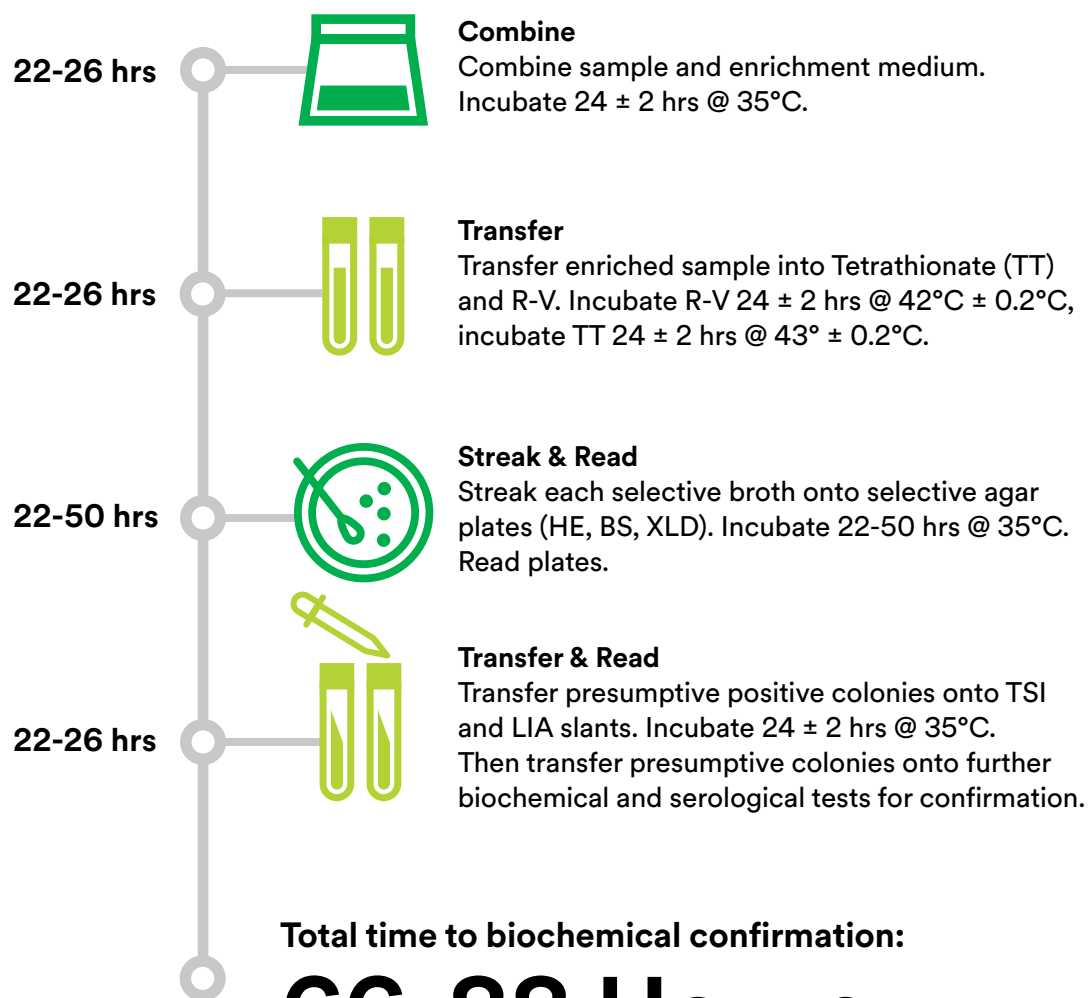 22-26 hrs
Combine
Combine sample and enrichment medium.
Incubate 24 ± 2 hrs @ 35°C.
22-26 hrs
Transfer
Transfer enriched sample into Tetrathionate (TT)
and R-V. Incubate R-V 24 ± 2 hrs @ 42°C ± 0.2°C,
incubate TT 24 ± 2 hrs @ 43° ± 0.2°C.
22-50 hrs
Streak & Read
Streak each selective broth onto selective agar
plates (HE, BS, XLD). Incubate 22-50 hrs @ 35°C.
Read plates.
22-26 hrs
Transfer & Read
Transfer presumptive positive colonies onto TSI
and LIA slants. Incubate 24 ± 2 hrs @ 35°C.
Then transfer presumptive colonies onto further
biochemical and serological tests for confirmation.
Total time to biochemical confirmation: